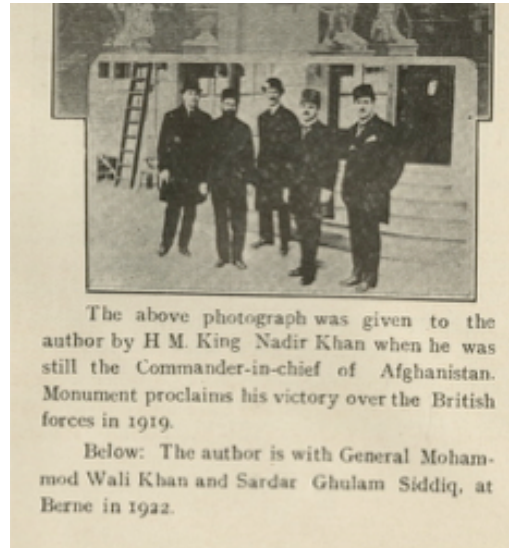 The above photograph was given to the
author by H M. King Nadir Khan when he was
still the Commander-in-chief of Afghanistan.
Monument proclaims his victory over the British
forces in 1919.
Below: The author is with General Moham-
mod Wali Khan and Sardar Ghulam Siddiq, at
Berne in 1922.